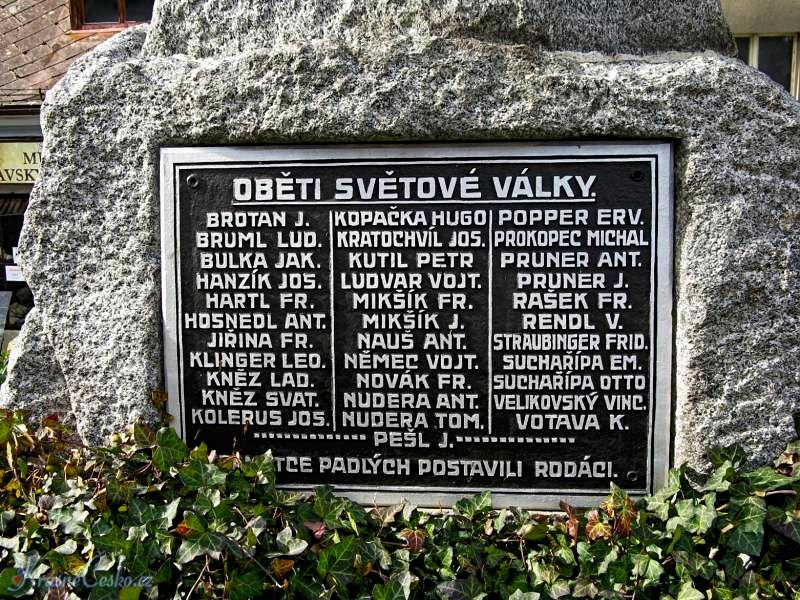 OBĚTI SVĚTOVÉ VÁLKY.
BROTAN J.
BRUML LUD.
BULKA JAK.
HANZÍK JOS.
HARTL FR.
HOSNEDL ANT.
JIŘINA FR.
KLINGER LEO.
KNĚZ LAD.
KNĚZ SVAT.
KOLERUS JOS.
KOPAČKA HUGO
KRATOCHVÍL JOS.
KUTIL PETR
LUDVAR VOJT.
MIKŠÍK FR.
MIKŠÍK J.
NAUŠ ANT.
NĚMEC VOJT.
NOVÁK FR.
NUDERA ANT.
NUDERA TOM.
PEŠL J.
POPPER ERV.
PROKOPEC MICHAL
PRUNER ANT.
PRUNER J.
RAŠEK FR.
RENDL V.
STRAUBINGER FRID.
SUCHAŘÍPA EM.
SUCHAŘÍPA OTTO
VELIKOVSKÝ VINC.
VOTAVA K.
PADLÝCH POSTAVILI RODÁCI.
KrasneCesko.cz